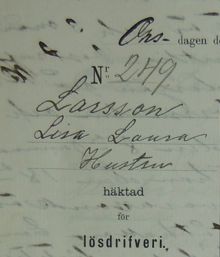 Ons- dagen de
Nr 249
Larsson
Lisa Laura
Hustru
häktad
för
lösdrifveri.